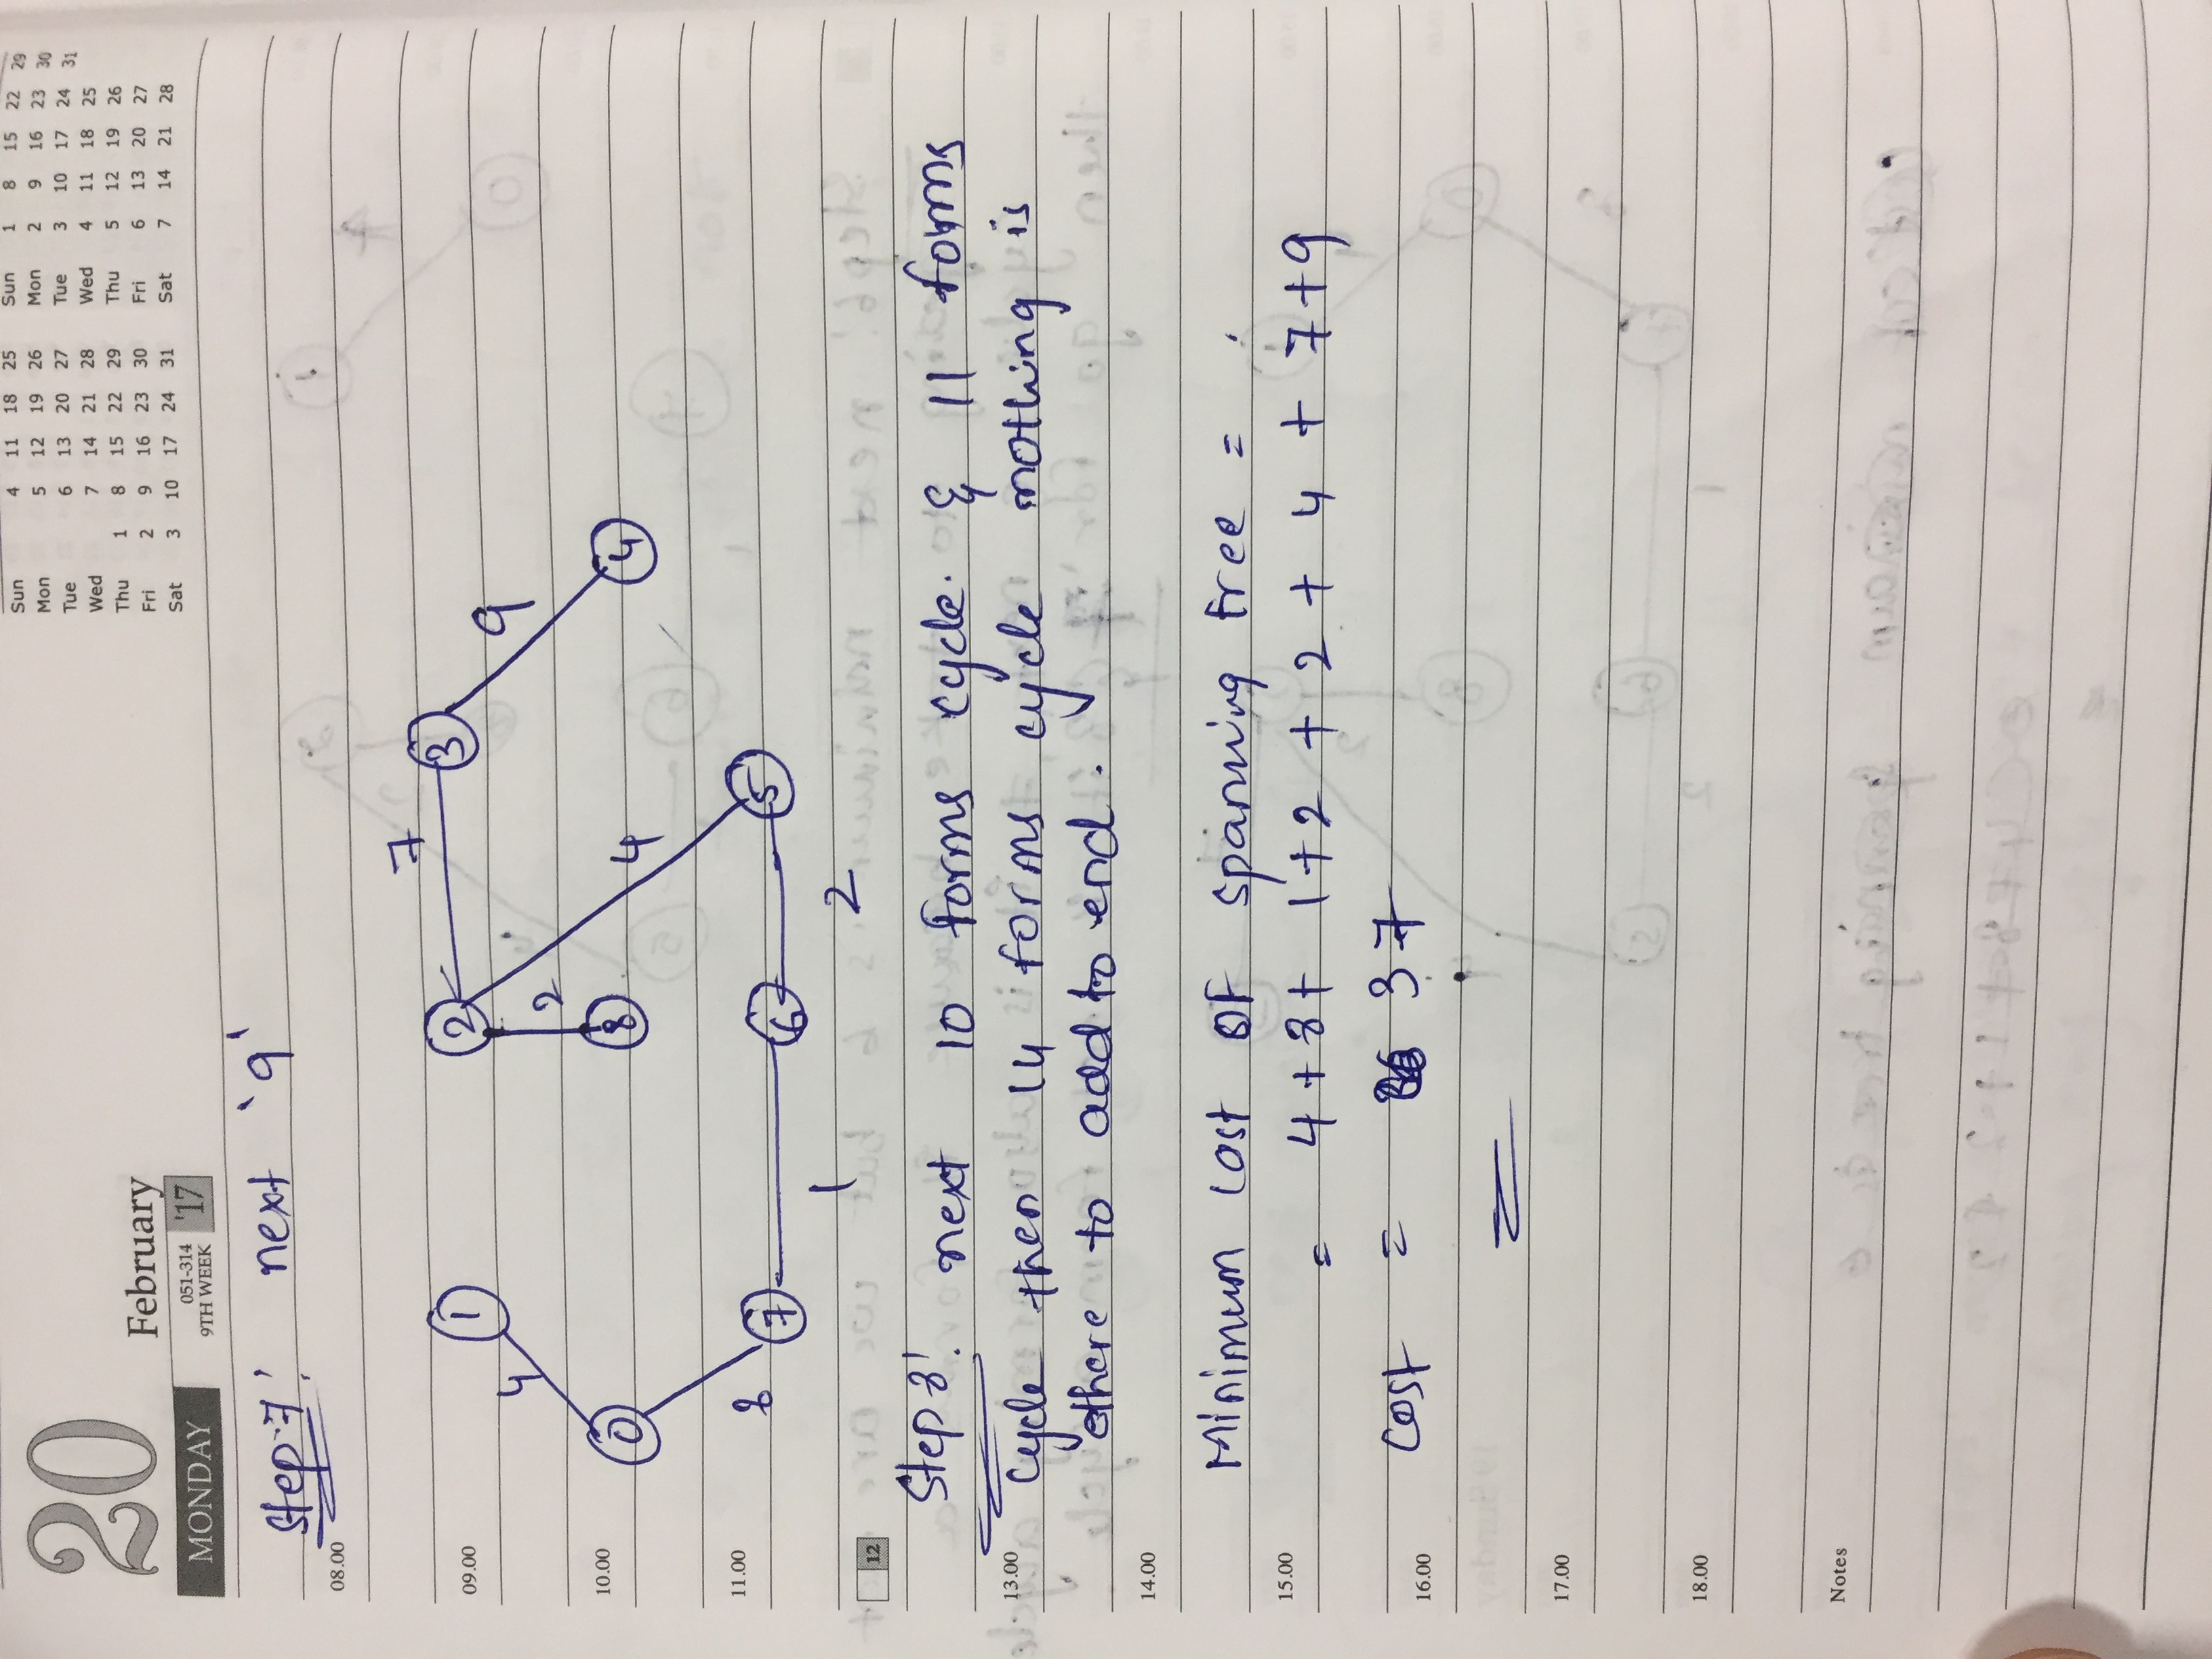 20
February
MONDAY
051-314
9TH WEEK
'17
Sun 4 11 18 25
Mon 5 12 19 26
Tue 6 13 20 27
Wed 7 14 21 28
Thu 1 8 15 22 29
Fri 2 9 16 23 30
Sat 3 10 17 24 31
Sun 1 8 15 22 29
Mon 2 9 16 23 30
Tue 3 10 17 24 31
Wed 4 11 18 25
Thu 5 12 19 26
Fri 6 13 20 27
Sat 7 14 21 28
Step-7! next '9'
08.00
7
09.00
1 2 3
4 9
2
10.00
0 8 4 4
11.00
8 7 6 5
1 2
12
Step 8! next 10 forms cycle. & 11 forms
13.00
cycle then 14 forms cycle nothing is
there to add to end.
14.00
Minimum cost of spanning tree =
15.00
= 4 + 8 + 1 + 2 + 2 + 4 + 7 + 9
cost = 37
16.00
17.00
18.00
Notes